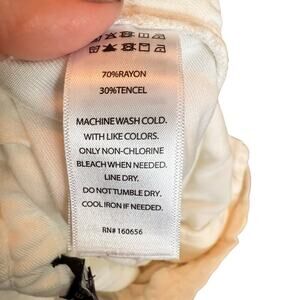 70%RAYON
30%TENCEL
MACHINE WASH COLD.
WITH LIKE COLORS.
ONLY NON-CHLORINE
BLEACH WHEN NEEDED.
LINE DRY.
DO NOT TUMBLE DRY.
COOL IRON IF NEEDED.
RN# 160656